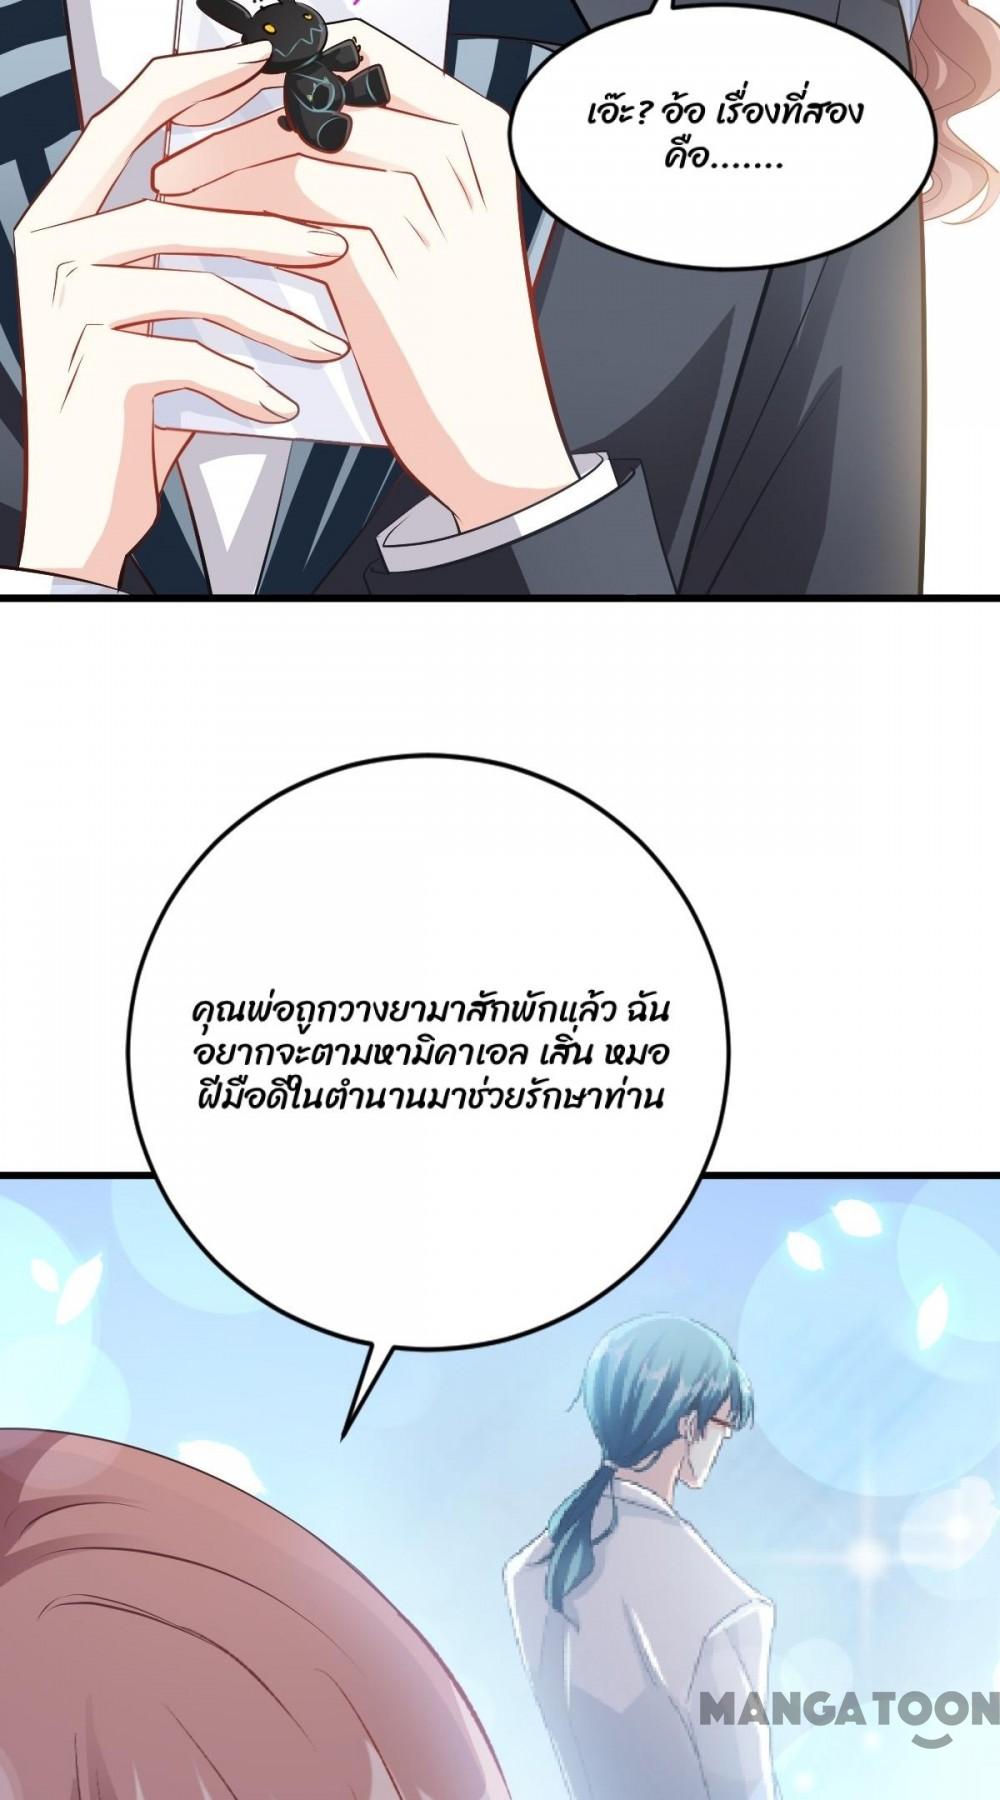 เอ๊ะ? อ้อ เรื่องที่สอง
คือ.......
คุณพ่อถูกวางยามาสักพักแล้ว ฉัน
อยากจะตามหามิคาเอล เสิ่น หมอ
ฝีมือดีในตำนานมาช่วยรักษาท่าน
MANGATOON